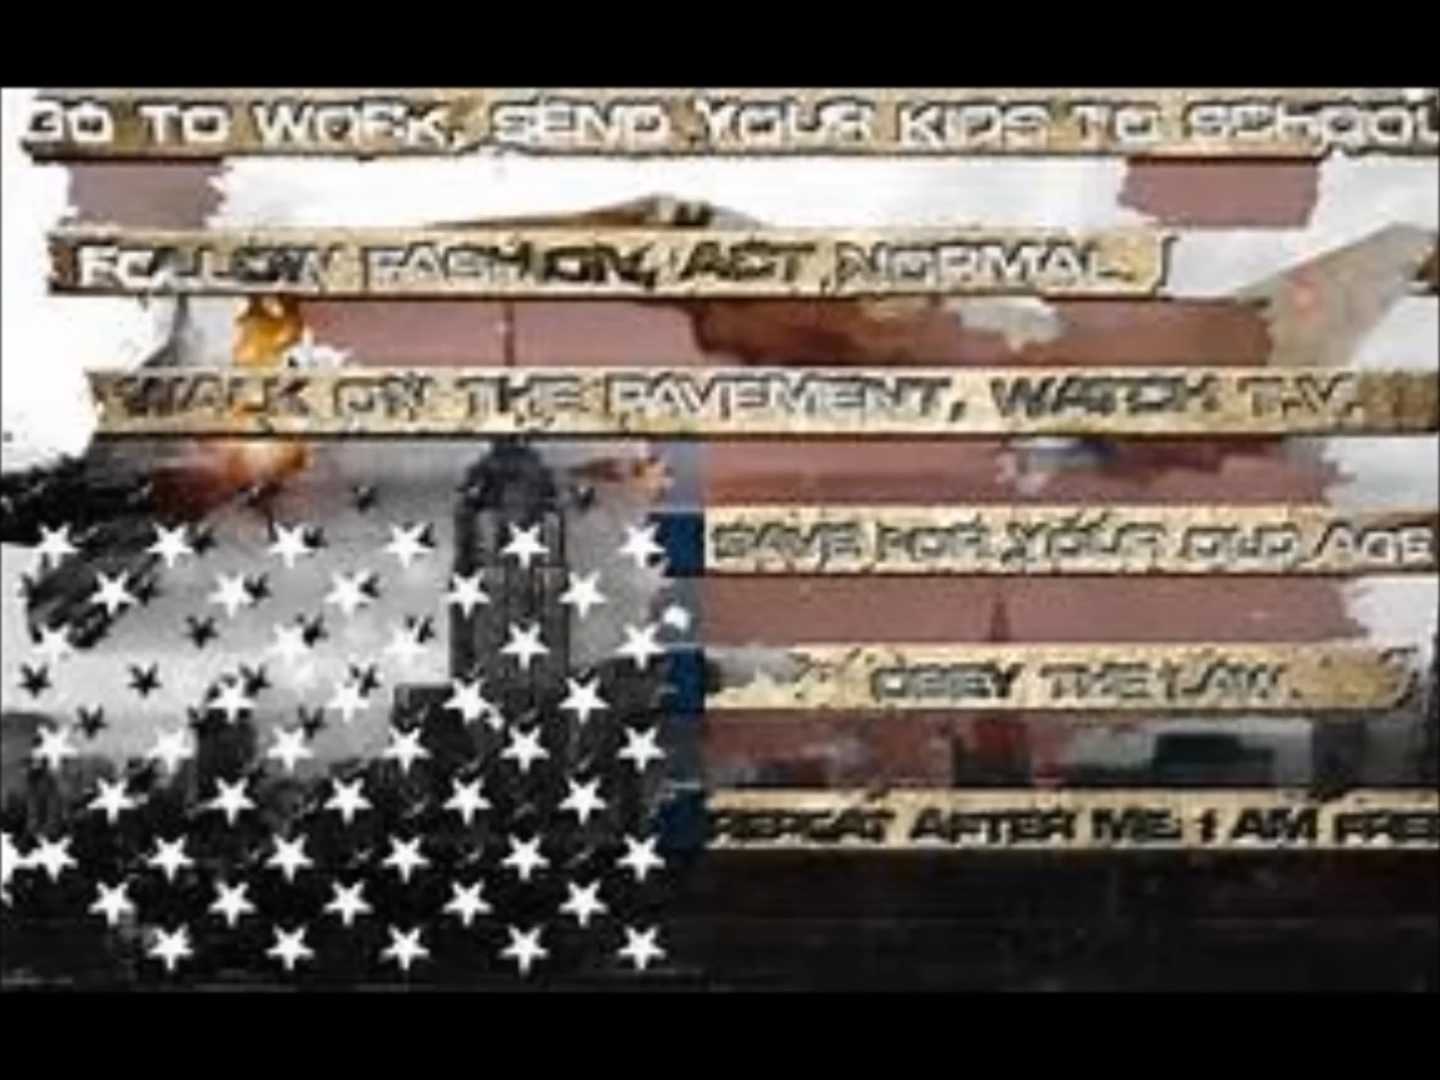 GO TO WORK, SEND YOUR KIDS TO SCHOOL
FOLLOW FASHION, ACT NORMAL
WALK ON THE PAVEMENT, WATCH T.V.
SAVE FOR YOUR OLD AGE
OBEY THE LAW.
REPEAT AFTER ME: I AM FREE